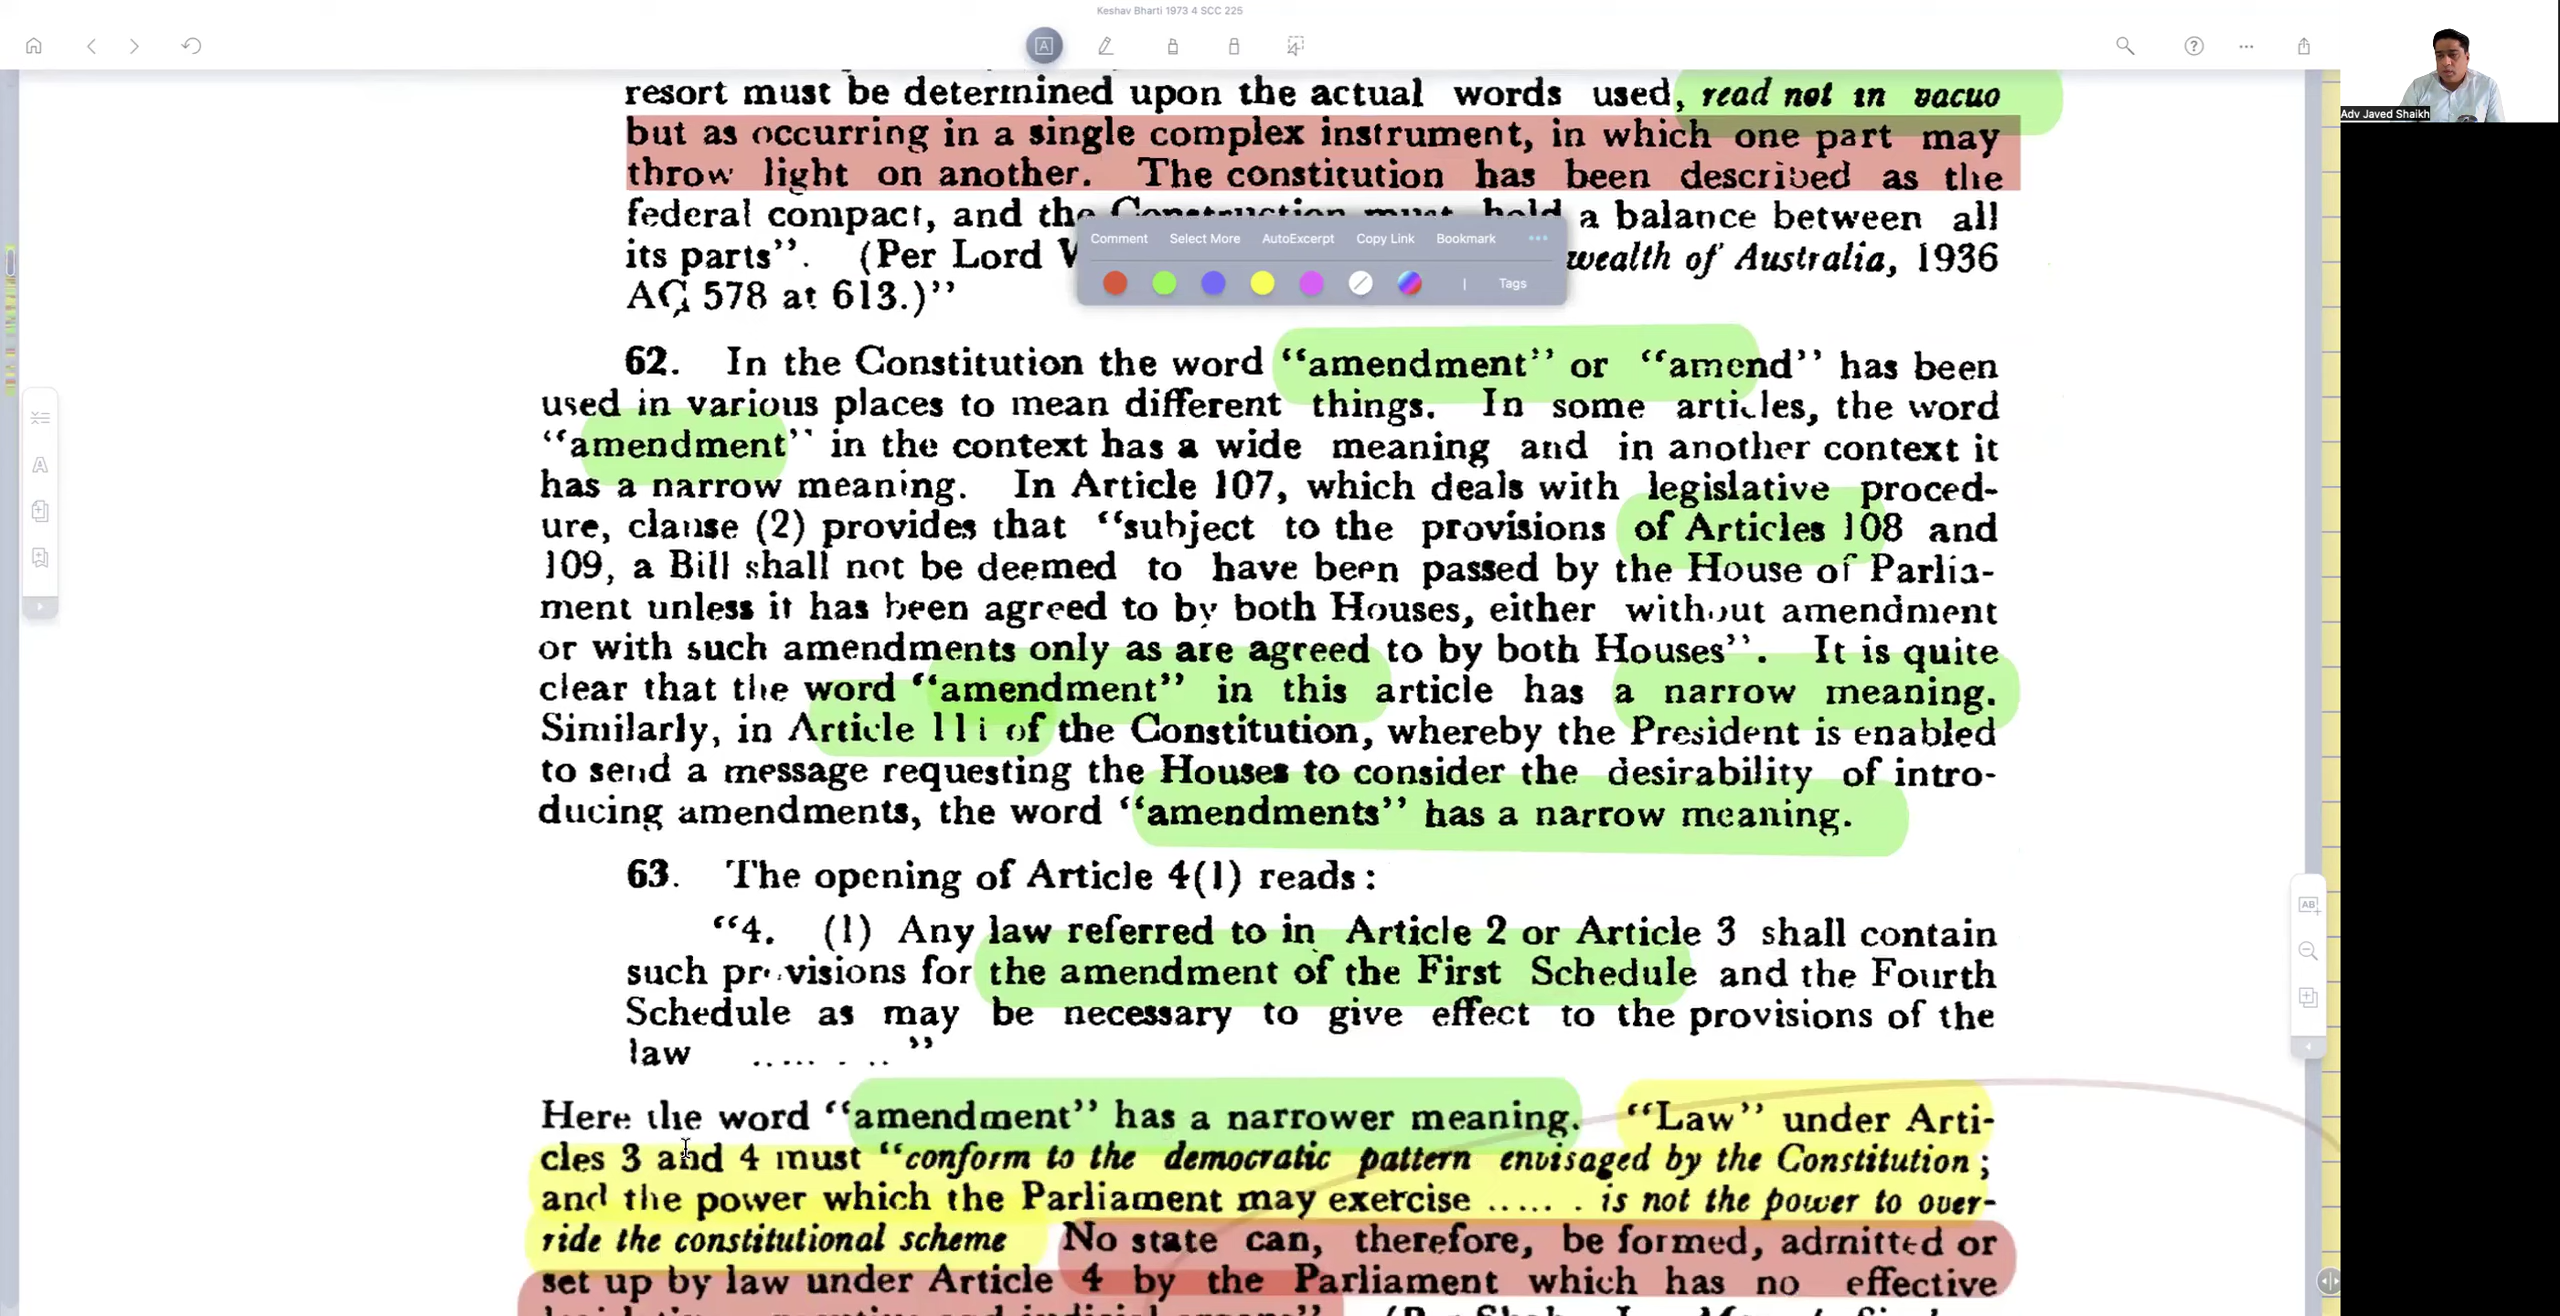 Keshav Bharti 1973 4 SCC 225
Adv Javed Shaikh
resort must be determined upon the actual words used, read not in vacuo
but as occurring in a single complex instrument, in which one part may
throw light on another. The constitution has been described as the
federal compact, and the Construction must hold a balance between all
Comment Select More AutoExcerpt Copy Link Bookmark
its parts”. (Per Lord W wealth of Australia, 1936
AC 578 at 613.)”
Tags
62. In the Constitution the word “amendment” or “amend” has been
used in various places to mean different things. In some articles, the word
“amendment” in the context has a wide meaning and in another context it
has a narrow meaning. In Article 107, which deals with legislative proced-
ure, clause (2) provides that “subject to the provisions of Articles 108 and
109, a Bill shall not be deemed to have been passed by the House of Parlia-
ment unless it has been agreed to by both Houses, either without amendment
or with such amendments only as are agreed to by both Houses”. It is quite
clear that the word “amendment” in this article has a narrow meaning.
Similarly, in Article 111 of the Constitution, whereby the President is enabled
to send a message requesting the Houses to consider the desirability of intro-
ducing amendments, the word “amendments” has a narrow meaning.
63. The opening of Article 4(1) reads :
“4. (1) Any law referred to in Article 2 or Article 3 shall contain
such provisions for the amendment of the First Schedule and the Fourth
Schedule as may be necessary to give effect to the provisions of the
law ........ ”
Here the word “amendment” has a narrower meaning. “Law” under Arti-
cles 3 and 4 must “conform to the democratic pattern envisaged by the Constitution ;
and the power which the Parliament may exercise ...... is not the power to over-
ride the constitutional scheme No state can, therefore, be formed, admitted or
set up by law under Article 4 by the Parliament which has no effective